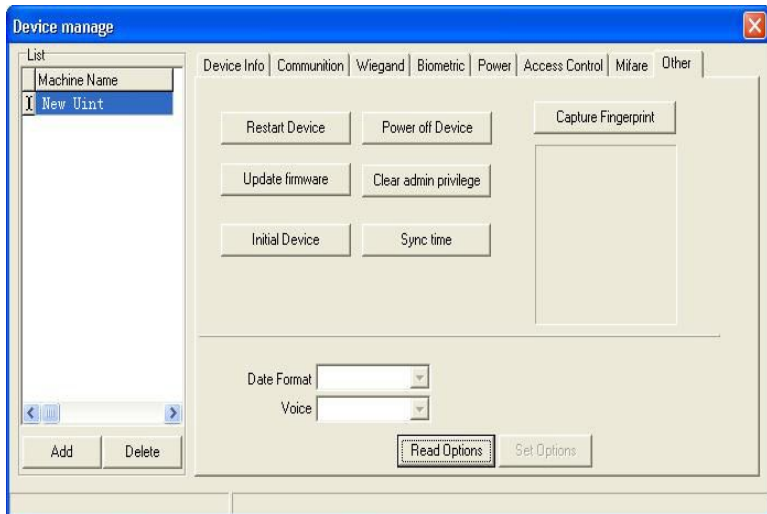 Device manage
List
Machine Name
New Uint
Add
Delete
Device Info Communition Wiegand Biometric Power Access Control Mifare Other
Restart Device
Power off Device
Capture Fingerprint
Update firmware
Clear admin privilege
Initial Device
Sync time
Date Format
Voice
Read Options
Set Options